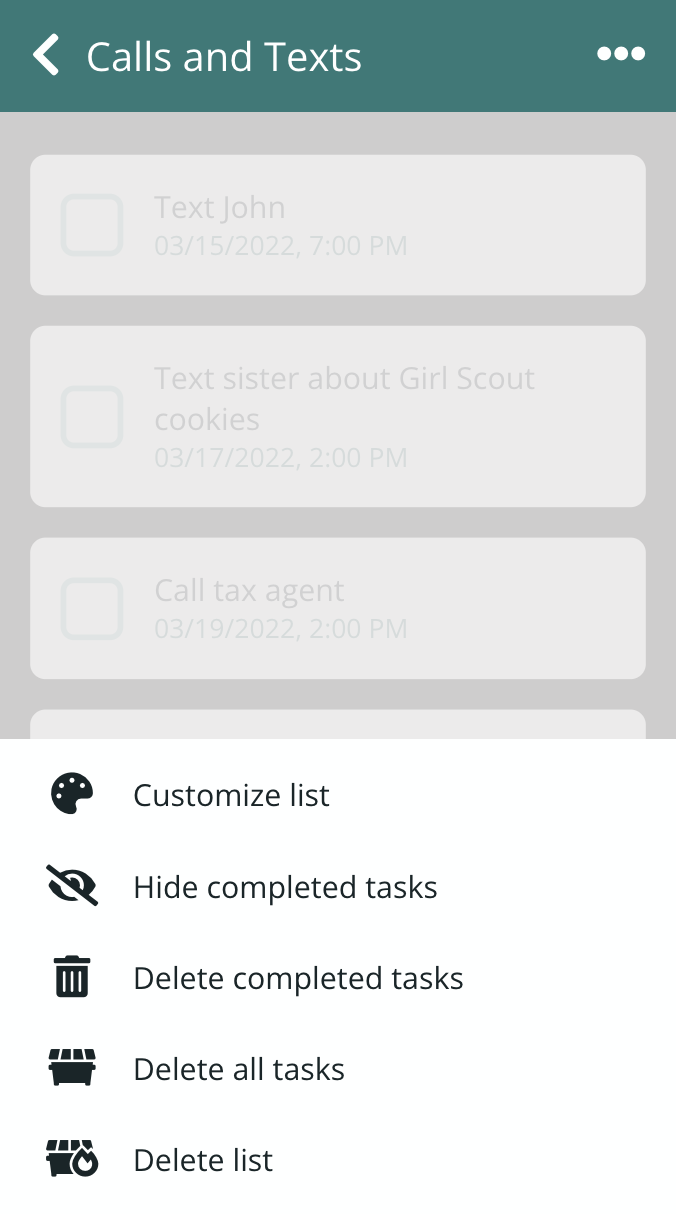 Calls and Texts
Text John
03/15/2022, 7:00 PM
Text sister about Girl Scout
cookies
03/17/2022, 2:00 PM
Call tax agent
03/19/2022, 2:00 PM
Customize list
Hide completed tasks
Delete completed tasks
Delete all tasks
Delete list